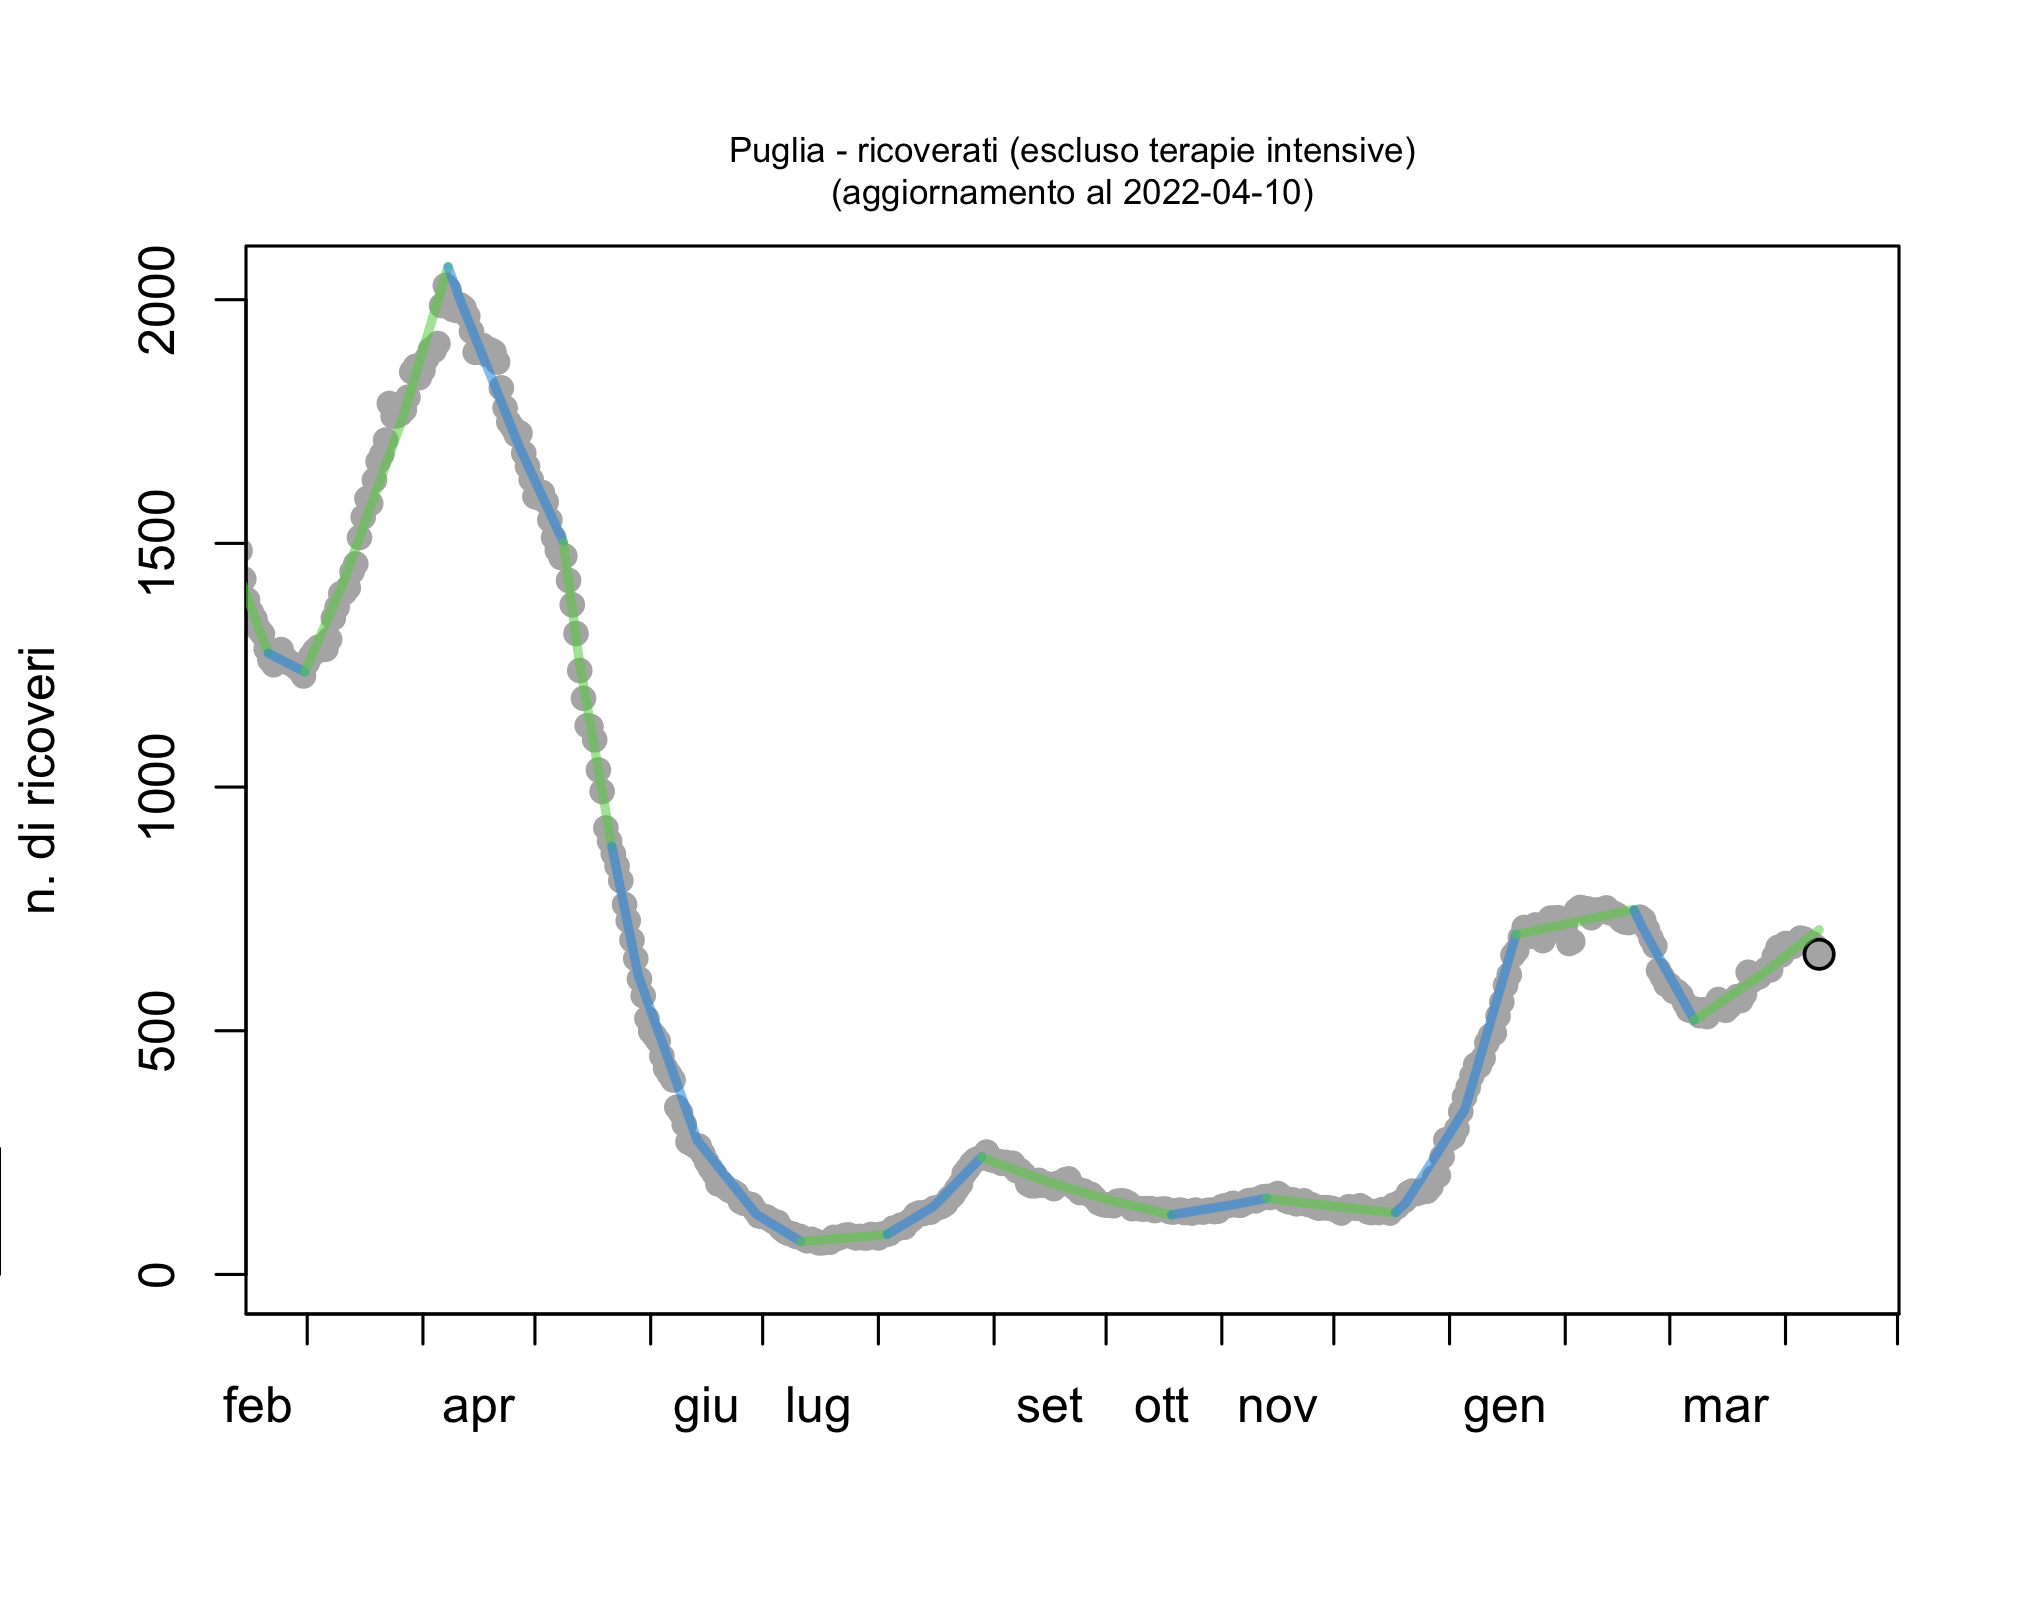 Puglia - ricoverati (escluso terapie intensive)
(aggiornamento al 2022-04-10)
n. di ricoveri
2000
1500
1000
500
0
feb apr giu lug set ott nov gen mar